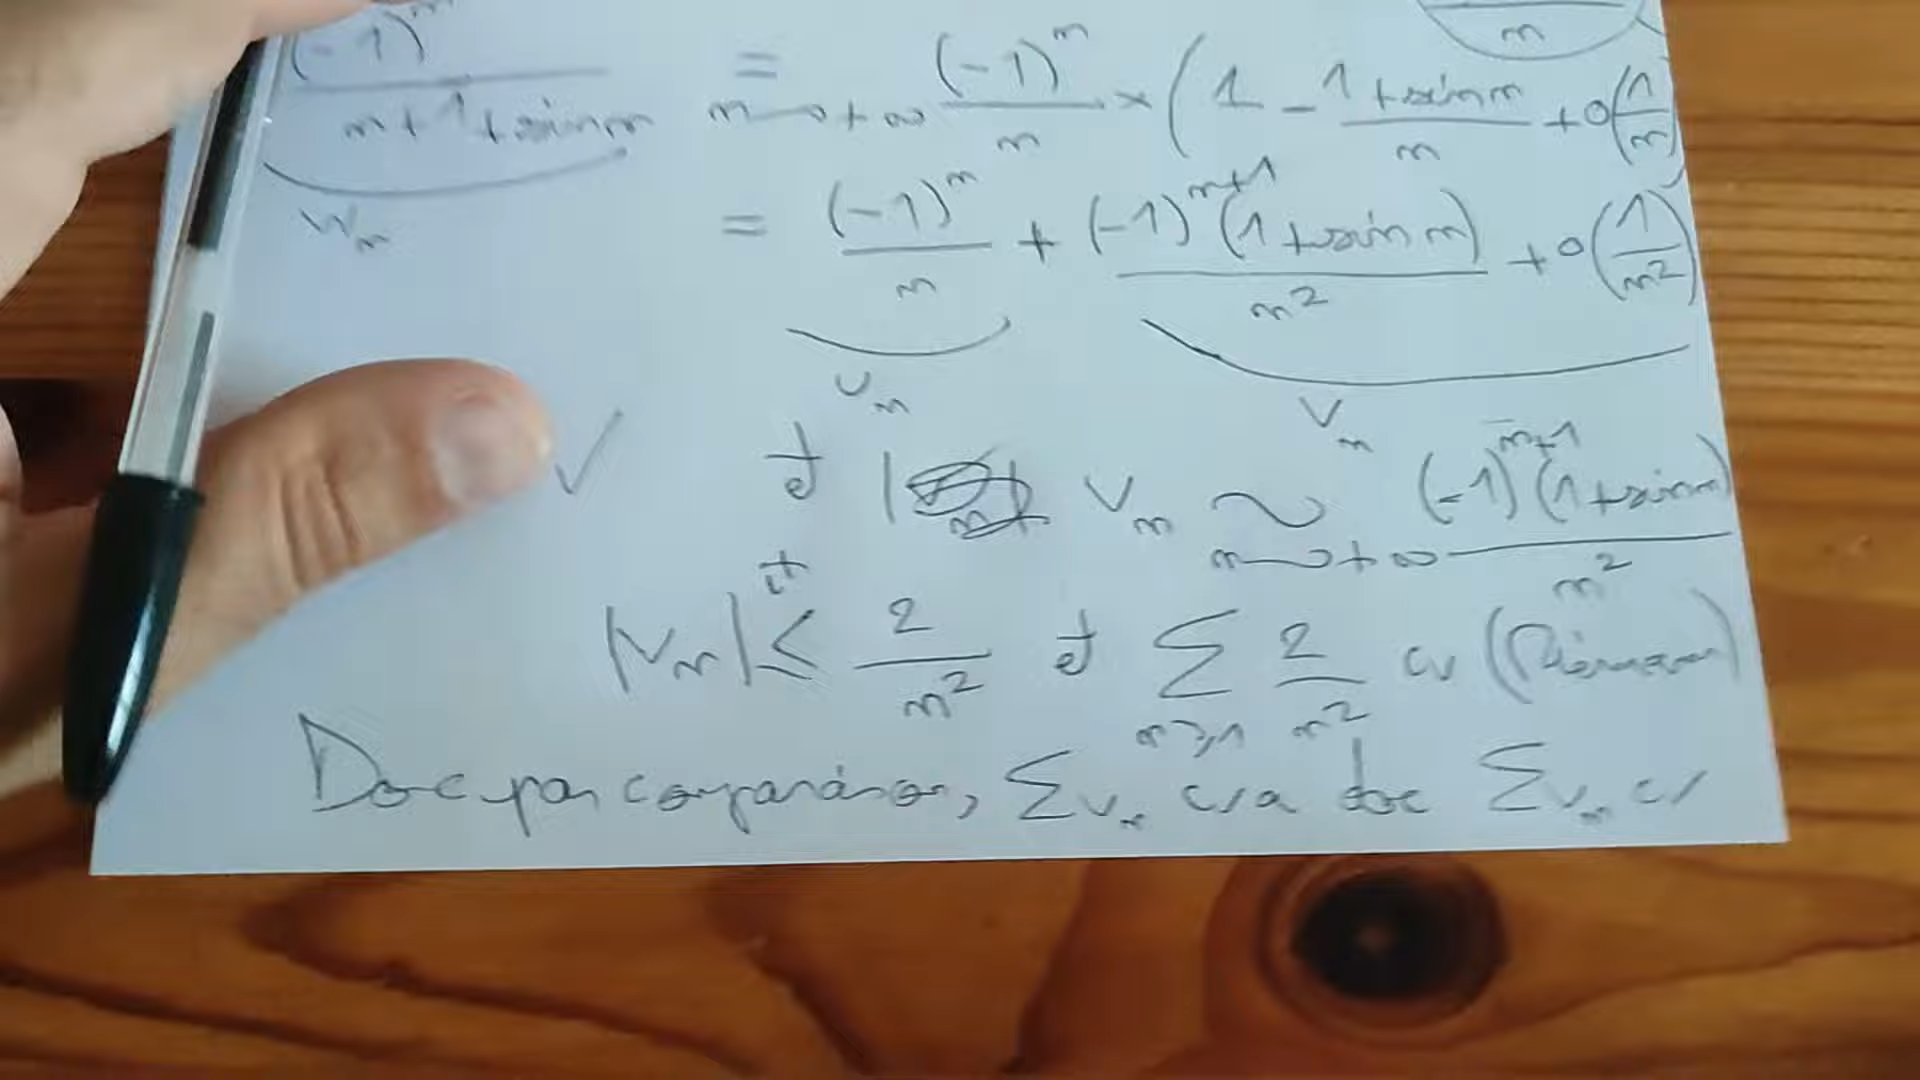 n
(-1)^n / (n+1+sin n) =_{n→+∞} (-1)^n / n × (1 - (1+sin n)/n + o(1/n)
w_n
= (-1)^n / n + (-1)^{n+1} (1+sin n) / n² + o(1/n²)
u_n v_n
et v_n ~_{n→+∞} (-1)^{n+1} (1+sin n) / n²
et
|v_n| ≤ 2/n² et ∑_{n≥1} 2/n² cv (Riemann)
Donc par comparaison, ∑v_n cva donc ∑v_n cv